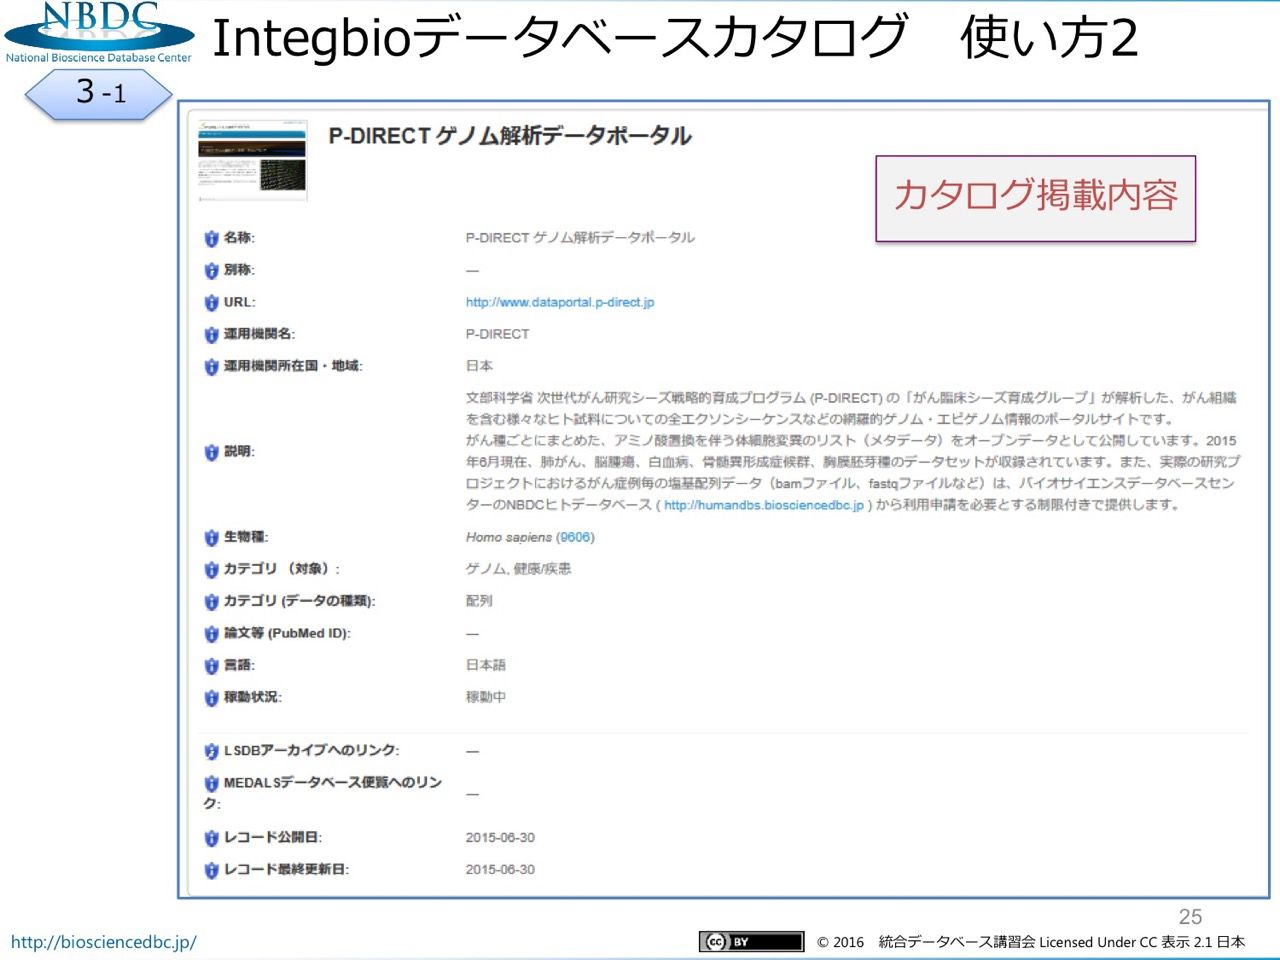 NBDC
National Bioscience Database Center
Integbioデータベースカタログ　使い方2
3-1
P-DIRECT ゲノム解析データポータル
カタログ掲載内容
名称: P-DIRECT ゲノム解析データポータル
別称: —
URL: http://www.dataportal.p-direct.jp
運用機関名: P-DIRECT
運用機関所在国・地域: 日本
説明:
文部科学省 次世代がん研究シーズ戦略的育成プログラム (P-DIRECT) の「がん臨床シーズ育成グループ」が解析した、がん組織
を含む様々なヒト試料についての全エクソンシーケンスなどの網羅的ゲノム・エピゲノム情報のポータルサイトです。
がん種ごとにまとめた、アミノ酸置換を伴う体細胞変異のリスト（メタデータ）をオープンデータとして公開しています。2015
年6月現在、肺がん、脳腫瘍、白血病、骨髄異形成症候群、胸膜胚芽種のデータセットが収録されています。また、実際の研究プ
ロジェクトにおけるがん症例毎の塩基配列データ（bamファイル、fastqファイルなど）は、バイオサイエンスデータベースセン
ターのNBDCヒトデータベース ( http://humandbs.biosciencedbc.jp ) から利用申請を必要とする制限付きで提供します。
生物種: Homo sapiens (9606)
カテゴリ （対象）: ゲノム, 健康/疾患
カテゴリ (データの種類): 配列
論文等 (PubMed ID): —
言語: 日本語
稼動状況: 稼動中
LSDBアーカイブへのリンク: —
MEDALSデータベース便覧へのリン
ク: —
レコード公開日: 2015-06-30
レコード最終更新日: 2015-06-30
25
http://biosciencedbc.jp/
cc BY
© 2016　統合データベース講習会 Licensed Under CC 表示 2.1 日本